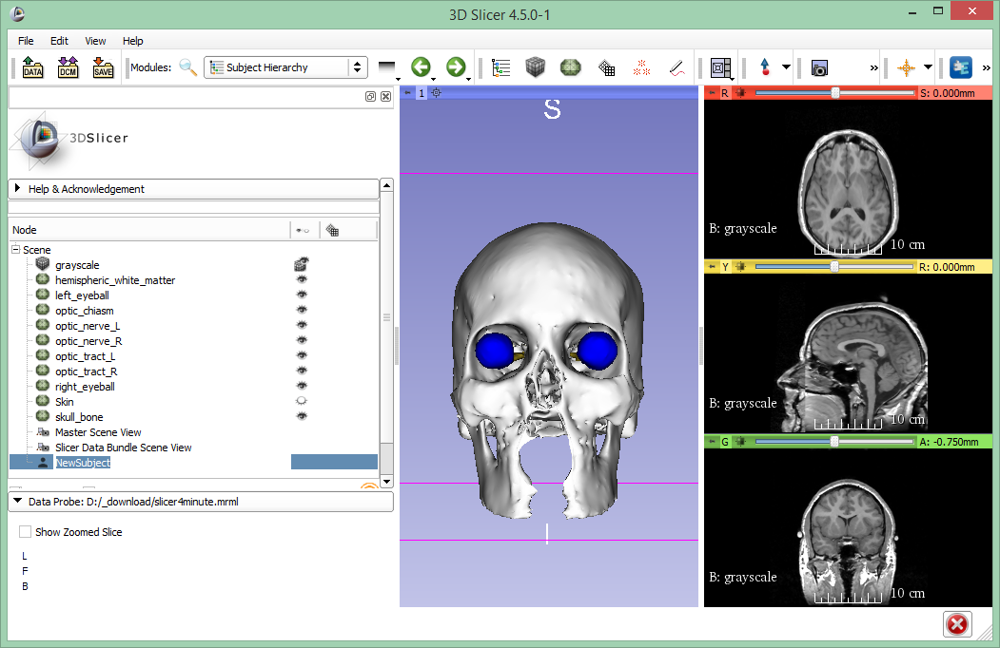 3D Slicer 4.5.0-1
File Edit View Help
DATA DCM SAVE Modules: Subject Hierarchy
1
S
R S: 0.000mm
3DSlicer
Help & Acknowledgement
B: grayscale
10 cm
Node
Scene
grayscale
hemispheric_white_matter
left_eyeball
optic_chiasm
optic_nerve_L
optic_nerve_R
optic_tract_L
optic_tract_R
right_eyeball
Skin
skull_bone
Master Scene View
Slicer Data Bundle Scene View
NewSubject
Y R: 0.000mm
B: grayscale
10 cm
G A: -0.750mm
Data Probe: D:/_download/slicer4minute.mrml
Show Zoomed Slice
L
F
B
I
B: grayscale
10 cm